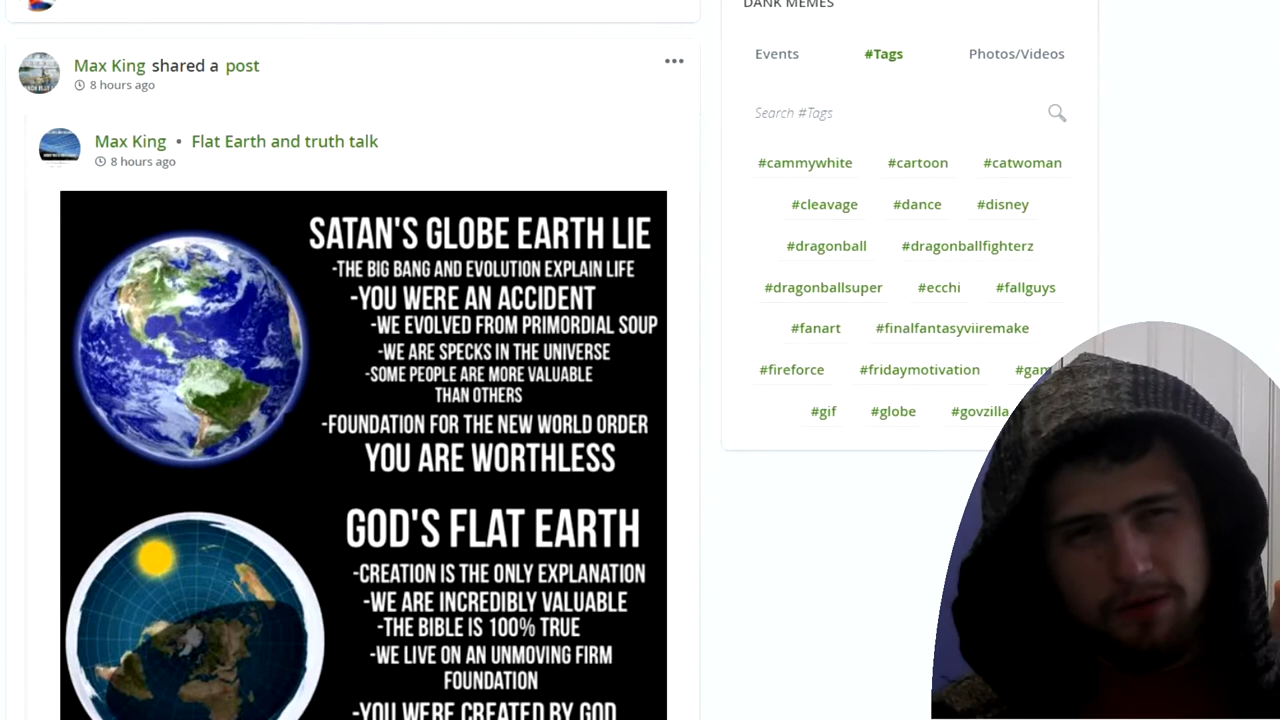 Max King shared a post
8 hours ago
Max King • Flat Earth and truth talk
8 hours ago
SATAN'S GLOBE EARTH LIE
-THE BIG BANG AND EVOLUTION EXPLAIN LIFE
-YOU WERE AN ACCIDENT
-WE EVOLVED FROM PRIMORDIAL SOUP
-WE ARE SPECKS IN THE UNIVERSE
-SOME PEOPLE ARE MORE VALUABLE
THAN OTHERS
-FOUNDATION FOR THE NEW WORLD ORDER
YOU ARE WORTHLESS
GOD'S FLAT EARTH
-CREATION IS THE ONLY EXPLANATION
-WE ARE INCREDIBLY VALUABLE
-THE BIBLE IS 100% TRUE
-WE LIVE ON AN UNMOVING FIRM
FOUNDATION
-YOU WERE CREATED BY GOD
DANK MEMES
Events #Tags Photos/Videos
Search #Tags
#cammywhite #cartoon #catwoman
#cleavage #dance #disney
#dragonball #dragonballfighterz
#dragonballsuper #ecchi #fallguys
#fanart #finalfantasyviiremake
#fireforce #fridaymotivation
#gif #globe #govzilla